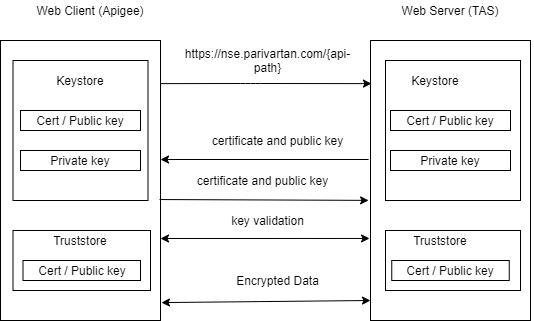 Web Client (Apigee)
Web Server (TAS)
https://nse.parivartan.com/{api-
path}
Keystore
Keystore
Cert / Public key
Cert / Public key
certificate and public key
Private key
Private key
certificate and public key
key validation
Truststore
Truststore
Cert / Public key
Cert / Public key
Encrypted Data